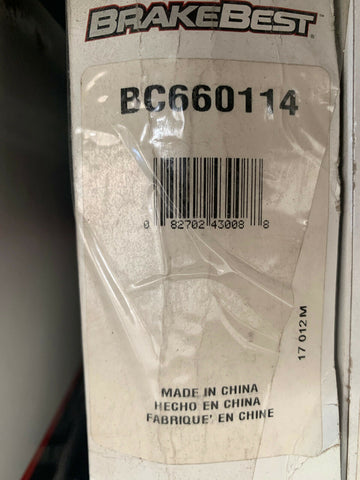 BRAKEBEST
BC660114
0 82702 43008 8
17 012 M
MADE IN CHINA
HECHO EN CHINA
FABRIQUE' EN CHINE